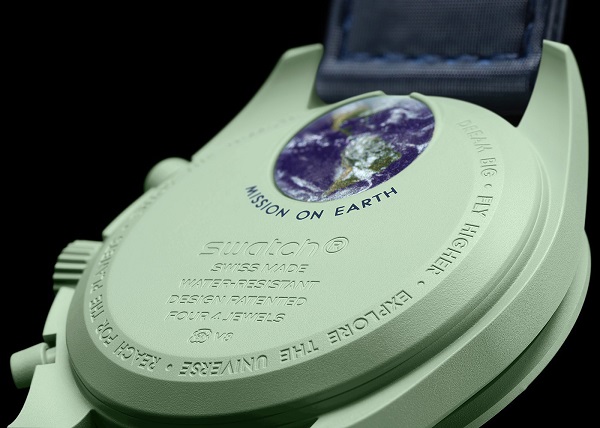 MISSION ON EARTH
swatch®
SWISS MADE
WATER-RESISTANT
DESIGN PATENTED
FOUR 4 JEWELS
DREAM BIG • FLY HIGHER • EXPLORE THE UNIVERSE • REACH FOR THE